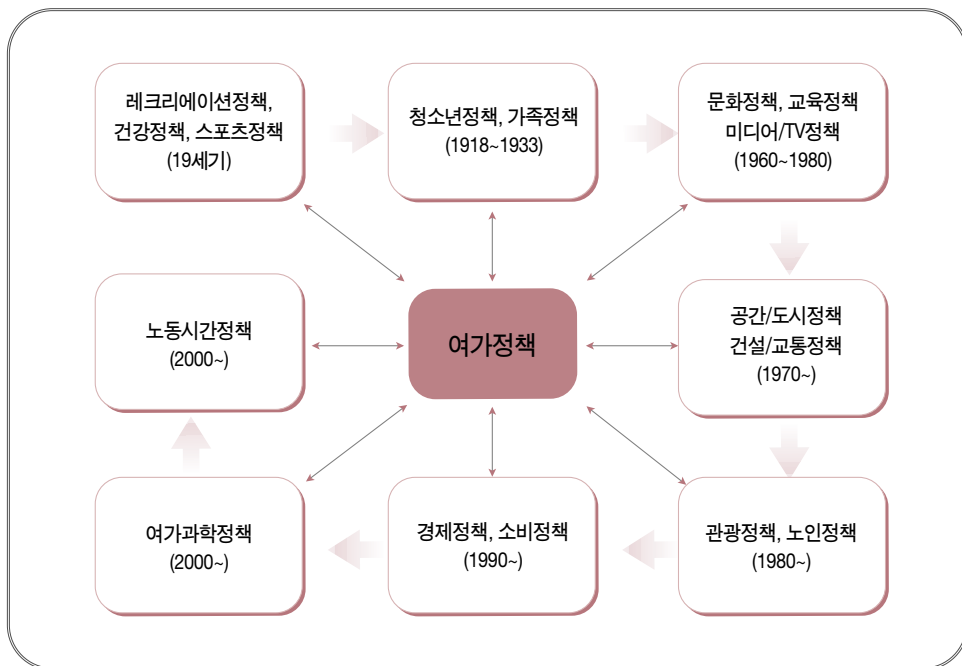 레크리에이션정책,
건강정책, 스포츠정책
(19세기)
청소년정책, 가족정책
(1918~1933)
문화정책, 교육정책
미디어/TV정책
(1960~1980)
노동시간정책
(2000~)
여가정책
공간/도시정책
건설/교통정책
(1970~)
여가과학정책
(2000~)
경제정책, 소비정책
(1990~)
관광정책, 노인정책
(1980~)